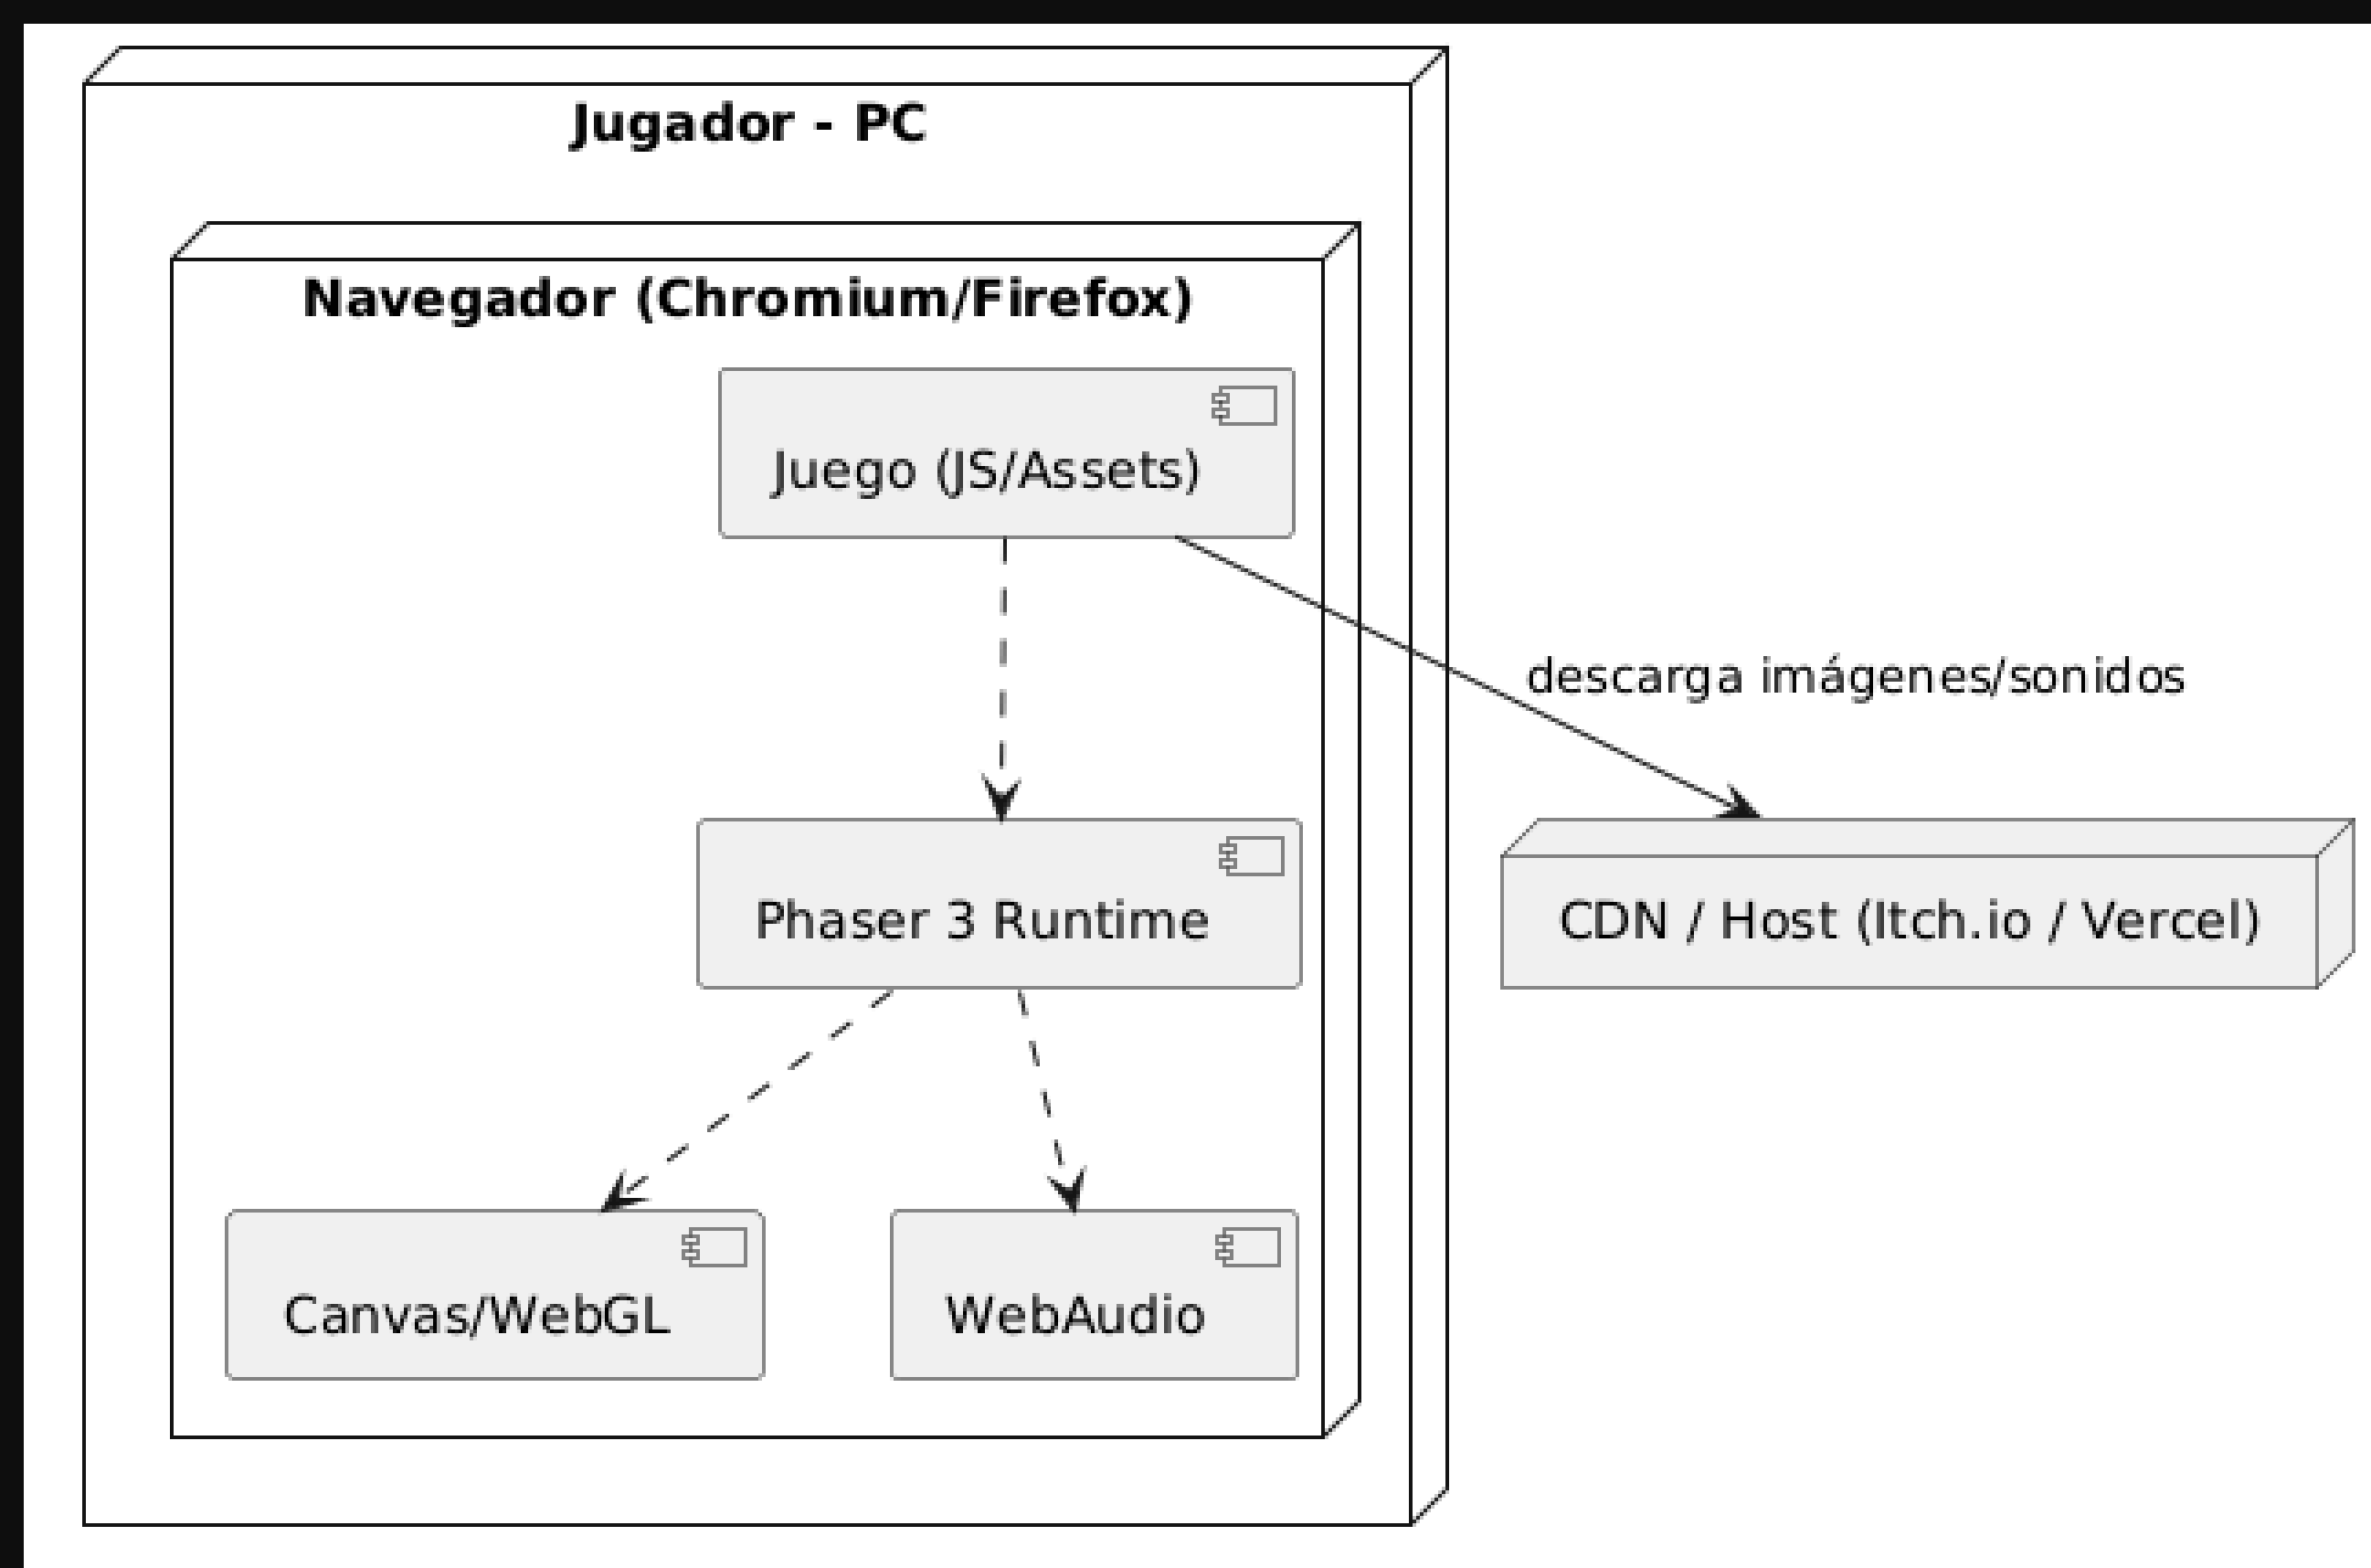 Jugador - PC
Navegador (Chromium/Firefox)
Juego (JS/Assets)
descarga imágenes/sonidos
Phaser 3 Runtime
CDN / Host (Itch.io / Vercel)
Canvas/WebGL
WebAudio